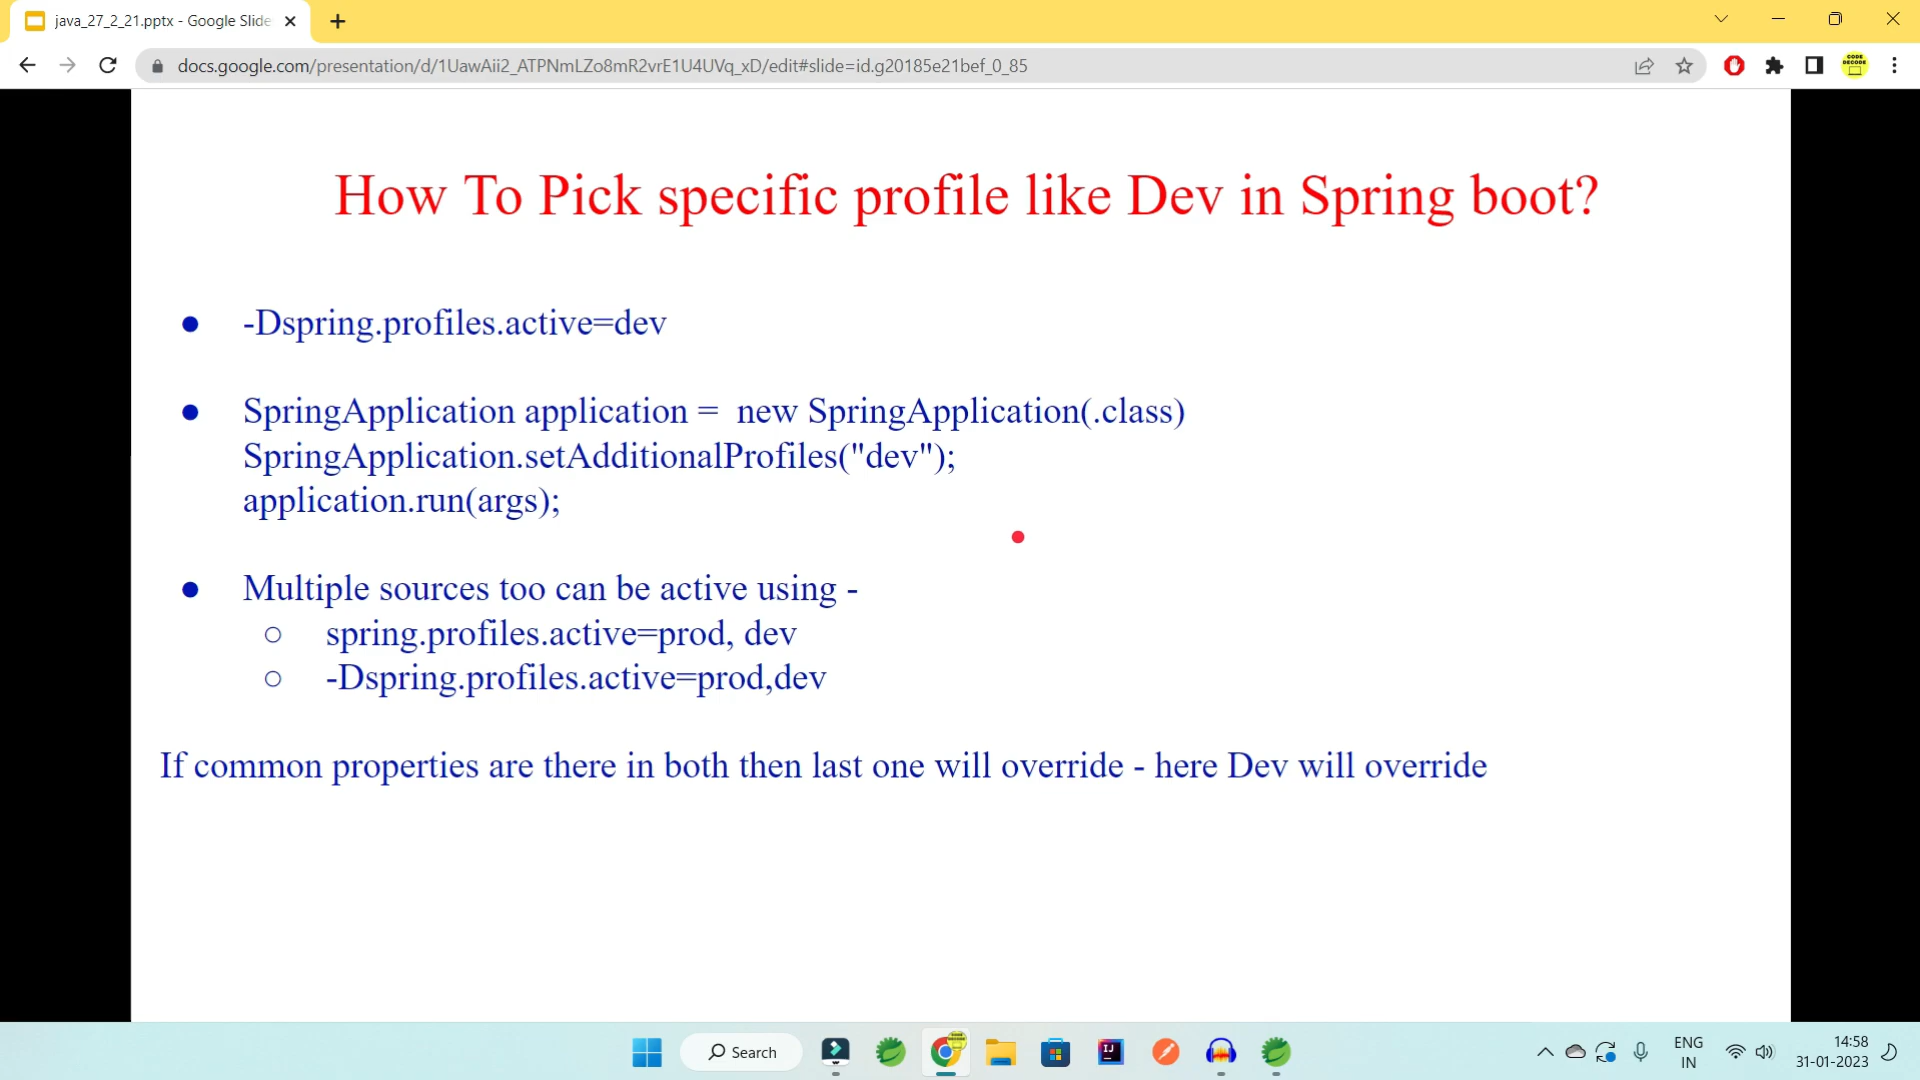 java_27_2_21.pptx - Google Slide
docs.google.com/presentation/d/1UawAii2_ATPNmLZo8mR2vrE1U4UVq_xD/edit#slide=id.g20185e21bef_0_85
CODE
DECODE
How To Pick specific profile like Dev in Spring boot?
-Dspring.profiles.active=dev
SpringApplication application = new SpringApplication(.class)
SpringApplication.setAdditionalProfiles("dev");
application.run(args);
Multiple sources too can be active using -
spring.profiles.active=prod, dev
-Dspring.profiles.active=prod,dev
If common properties are there in both then last one will override - here Dev will override
Search
IJ
ENG
IN
14:58
31-01-2023